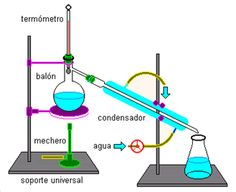 termómetro
balón
condensador
mechero
agua
soporte universal